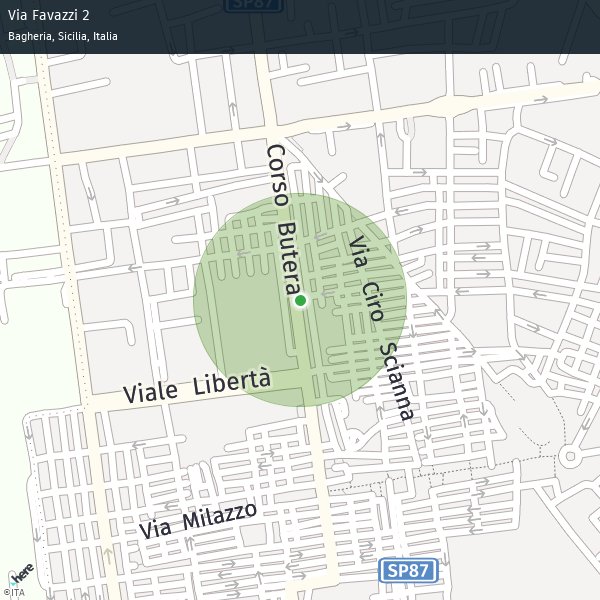 Via Favazzi 2
Bagheria, Sicilia, Italia
SP87
Corso Butera
Via Ciro Scianna
Viale Libertà
Via Milazzo
SP87
here
©ITA